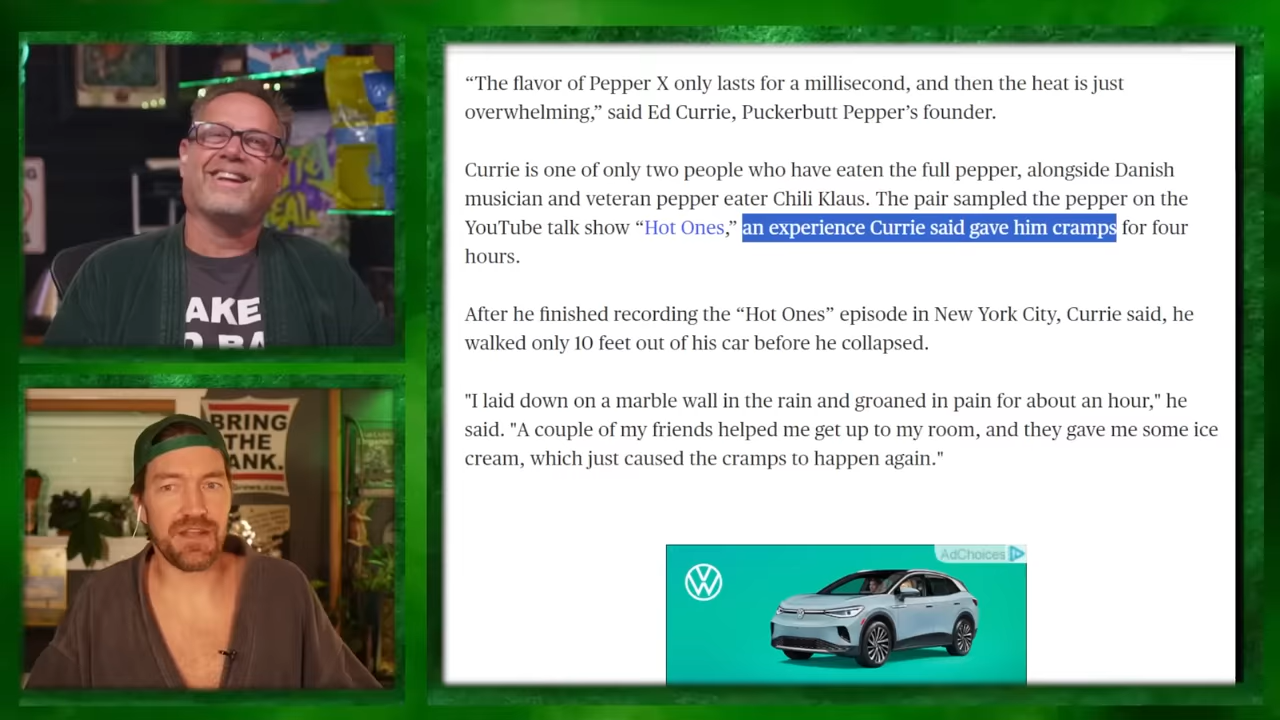 “The flavor of Pepper X only lasts for a millisecond, and then the heat is just
overwhelming,” said Ed Currie, Puckerbutt Pepper’s founder.
Currie is one of only two people who have eaten the full pepper, alongside Danish
musician and veteran pepper eater Chili Klaus. The pair sampled the pepper on the
YouTube talk show “Hot Ones,” an experience Currie said gave him cramps for four
hours.
After he finished recording the “Hot Ones” episode in New York City, Currie said, he
walked only 10 feet out of his car before he collapsed.
"I laid down on a marble wall in the rain and groaned in pain for about an hour," he
said. "A couple of my friends helped me get up to my room, and they gave me some ice
cream, which just caused the cramps to happen again."
AdChoices
AKE
BRING
THE
ANK.